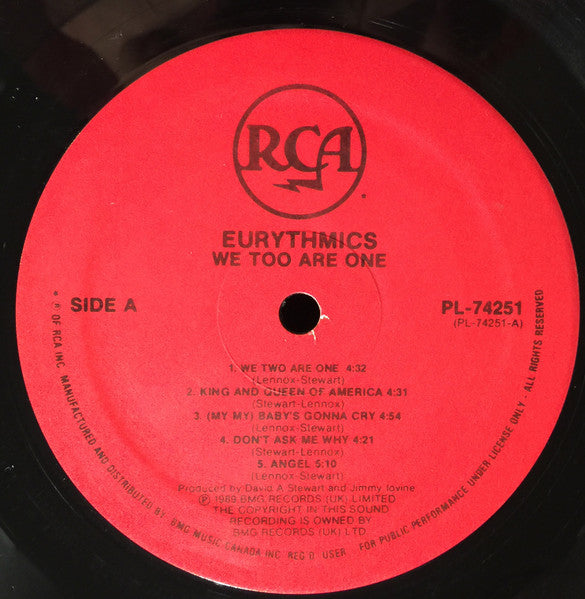 RCA
EURYTHMICS
WE TOO ARE ONE
SIDE A
PL-74251
(PL-74251-A)
1. WE TWO ARE ONE 4:32
(Lennox-Stewart)
2. KING AND QUEEN OF AMERICA 4:31
(Stewart-Lennox)
3. (MY MY) BABY'S GONNA CRY 4:54
(Lennox-Stewart)
4. DON'T ASK ME WHY 4:21
(Lennox-Stewart)
5. ANGEL 5:10
(Lennox-Stewart)
Produced by David A Stewart and Jimmy Iovine
℗ 1989 BMG RECORDS (UK) LIMITED
THE COPYRIGHT IN THIS SOUND
RECORDING IS OWNED BY
BMG RECORDS (UK) LTD
* ® OF RCA INC. MANUFACTURED AND DISTRIBUTED BY BMG MUSIC CANADA INC REG'D. USER FOR PUBLIC PERFORMANCE UNDER LICENSE ONLY. ALL RIGHTS RESERVED